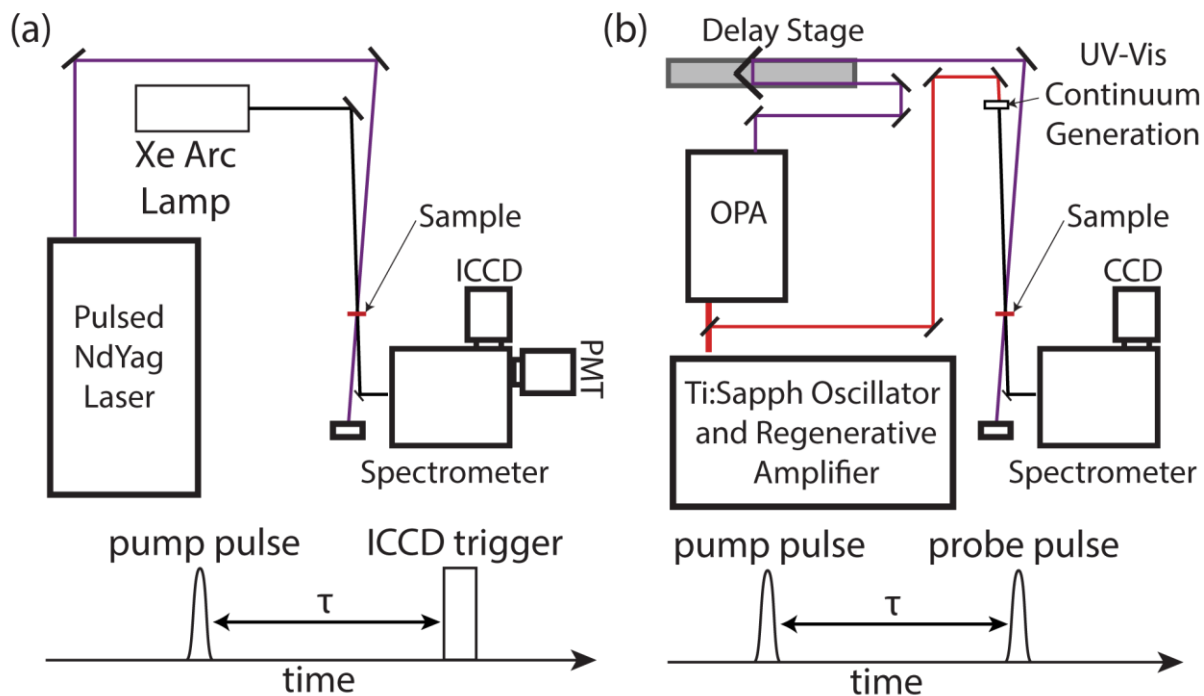 (a)
Xe Arc
Lamp
Sample
ICCD
Pulsed
NdYag
Laser
PMT
Spectrometer
pump pulse
ICCD trigger
τ
time
(b)
Delay Stage
UV-Vis
Continuum
Generation
OPA
Sample
CCD
Ti:Sapph Oscillator
and Regenerative
Amplifier
Spectrometer
pump pulse
probe pulse
τ
time